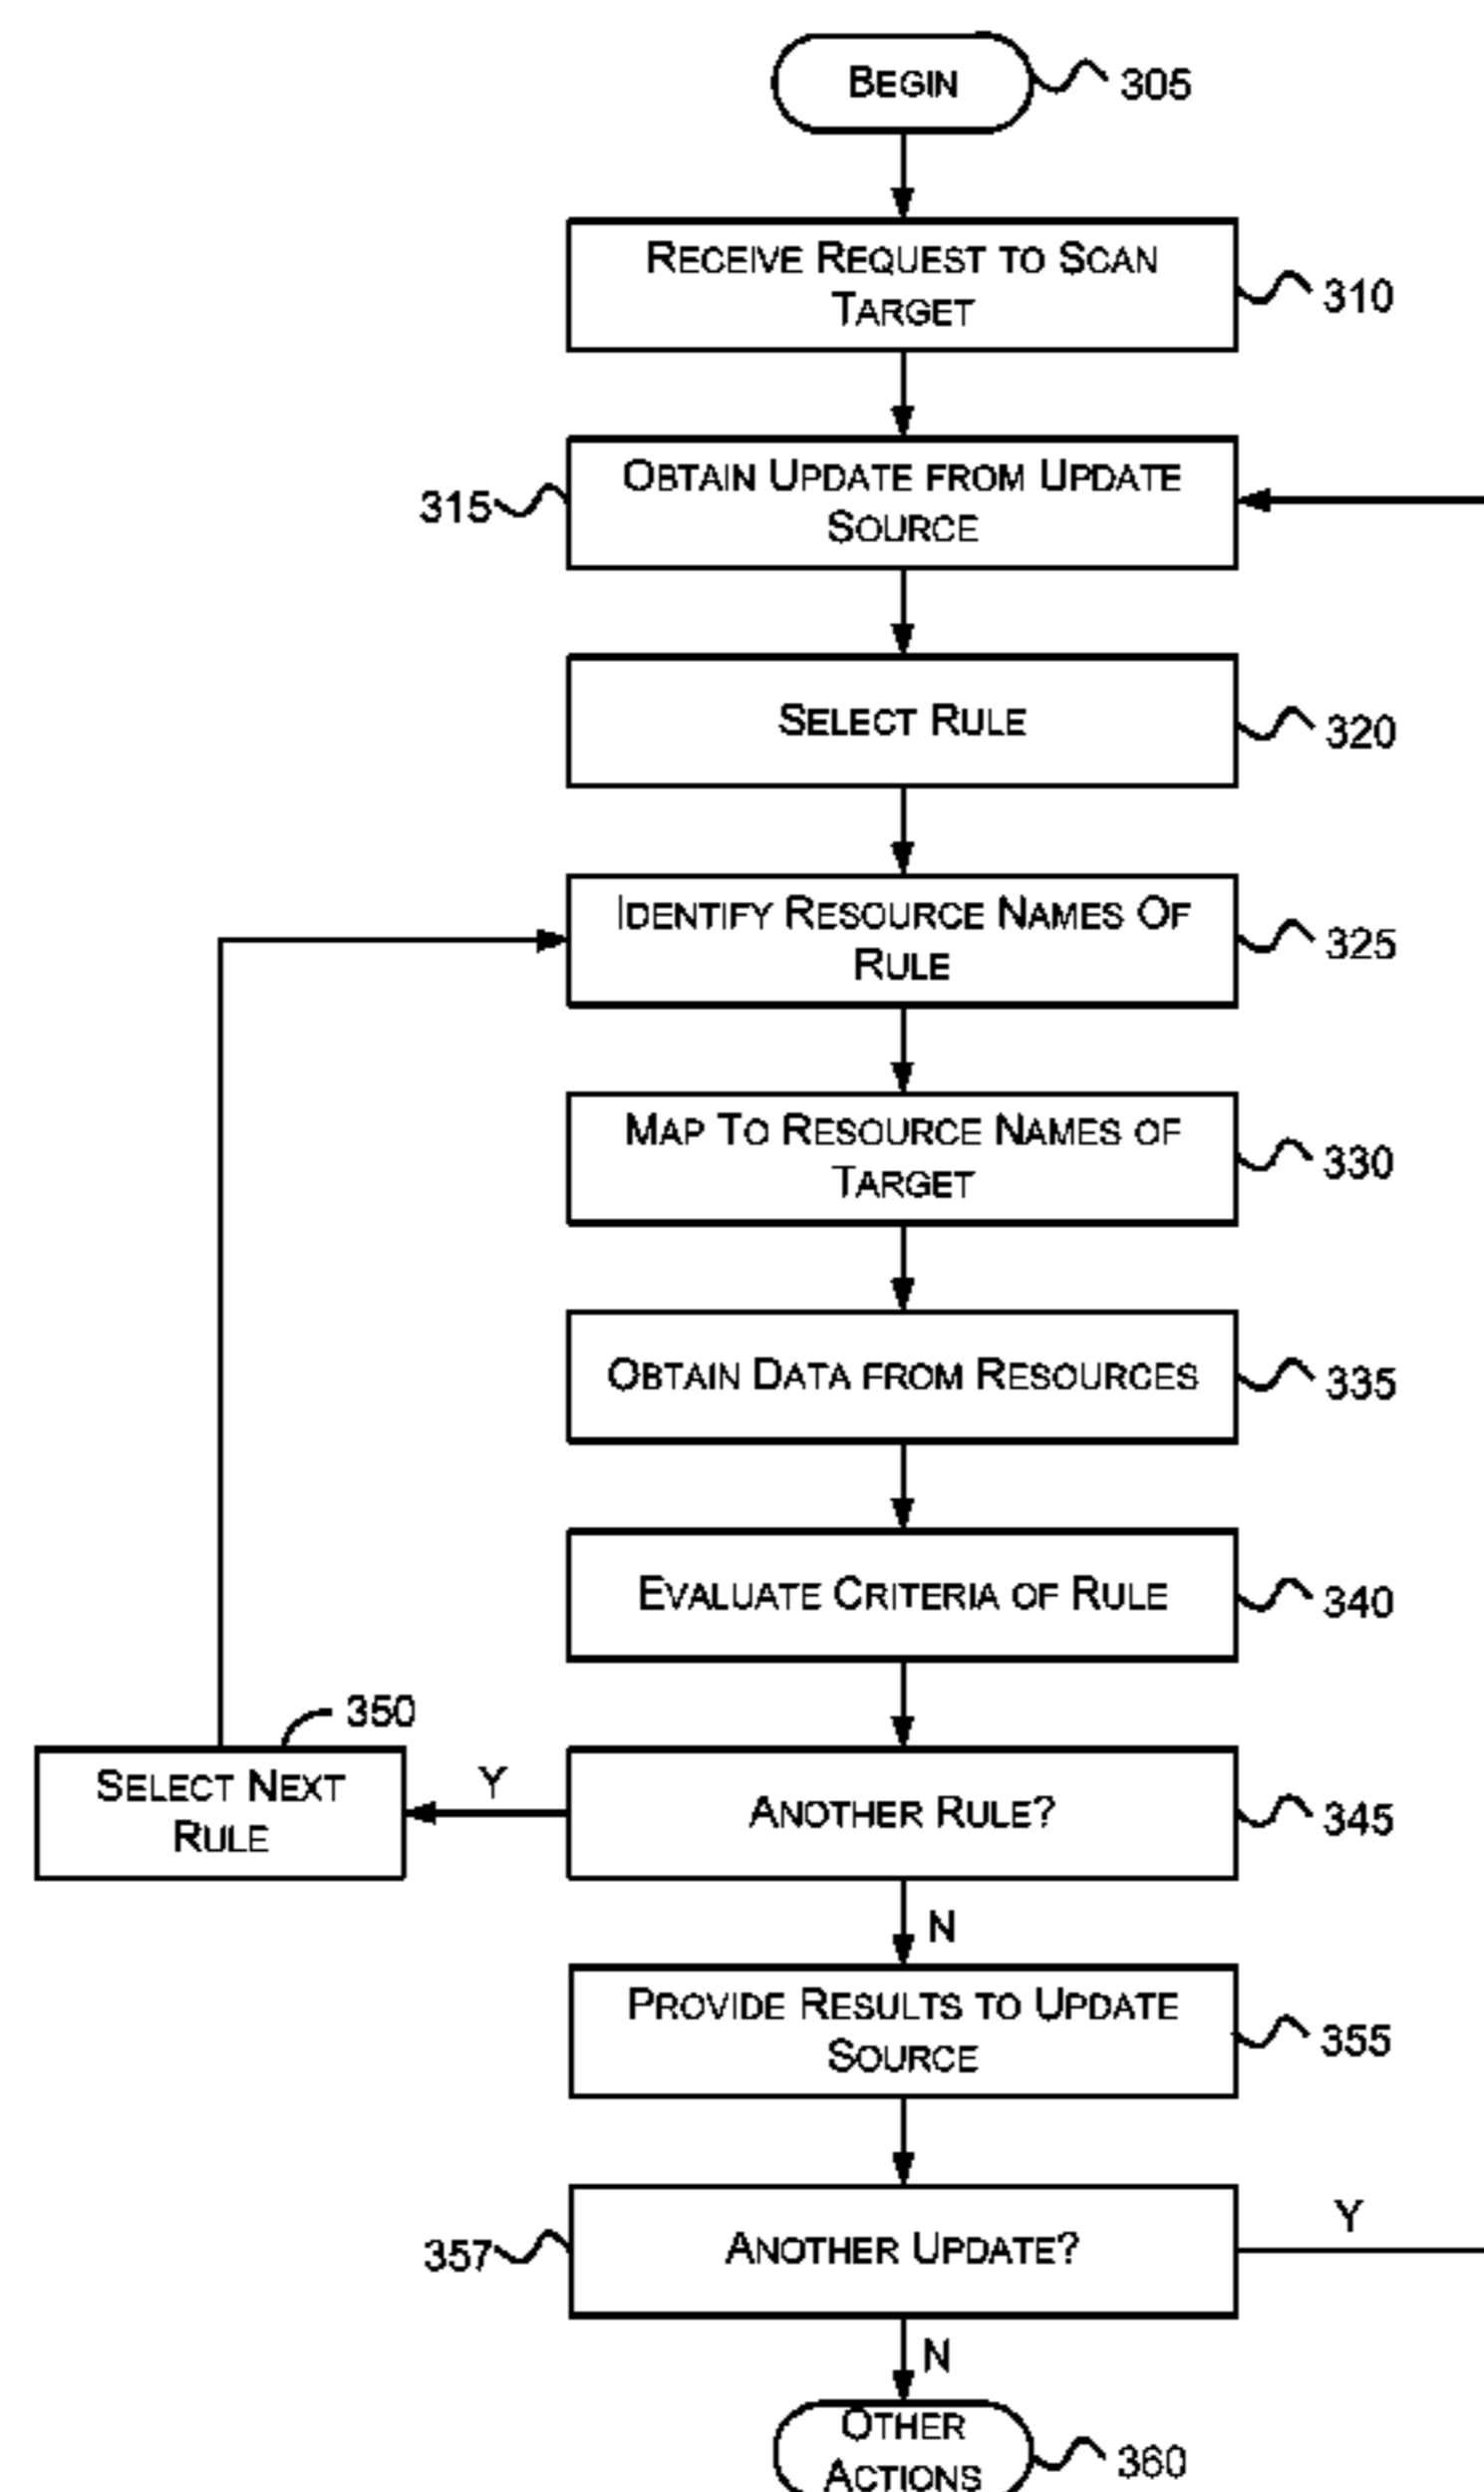 BEGIN
305
RECEIVE REQUEST TO SCAN
TARGET
310
OBTAIN UPDATE FROM UPDATE
SOURCE
315
SELECT RULE
320
IDENTIFY RESOURCE NAMES OF
RULE
325
MAP TO RESOURCE NAMES OF
TARGET
330
OBTAIN DATA FROM RESOURCES
335
EVALUATE CRITERIA OF RULE
340
350
SELECT NEXT
RULE
Y
ANOTHER RULE?
345
N
PROVIDE RESULTS TO UPDATE
SOURCE
355
357
ANOTHER UPDATE?
Y
N
OTHER
ACTIONS
360